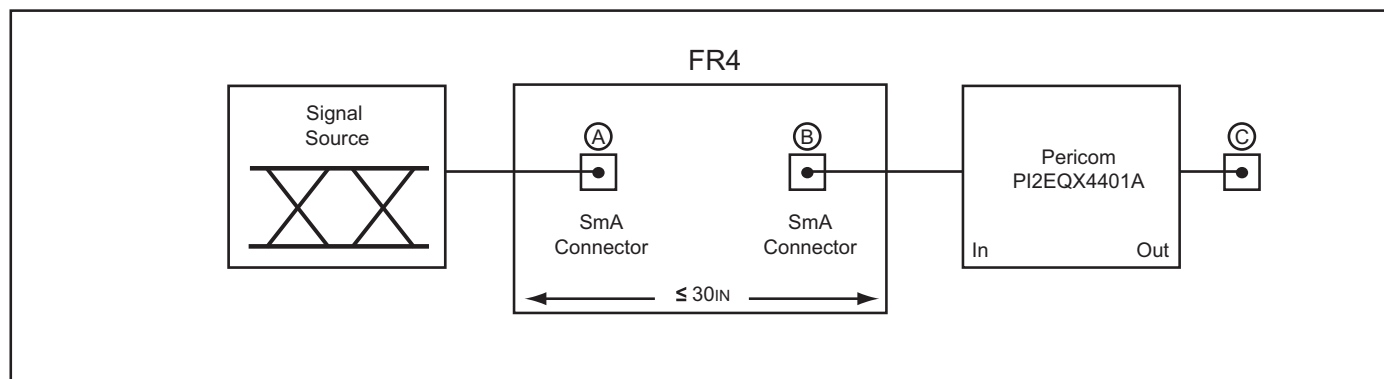 FR4
Signal
Source
A
B
C
SmA
Connector
SmA
Connector
Pericom
PI2EQX4401A
In
Out
≤ 30IN